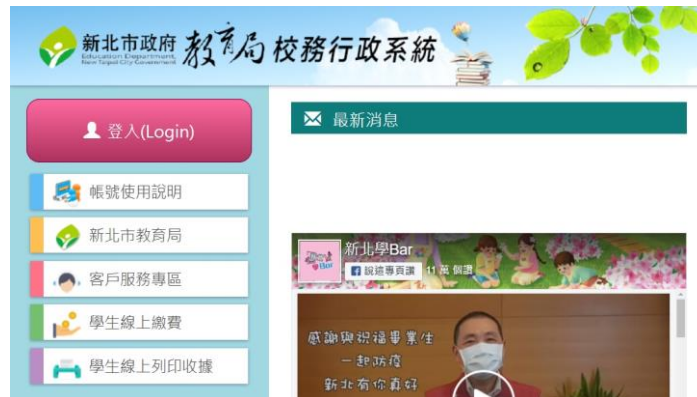 新北市政府 教育局 校務行政系統
Education Department,
New Taipei City Government
登入(Login)
帳號使用說明
新北市教育局
客戶服務專區
學生線上繳費
學生線上列印收據
最新消息
新北學Bar
說這專頁讚 11 萬 個讚
感謝與祝福畢業生
一起防疫
新北有你真好